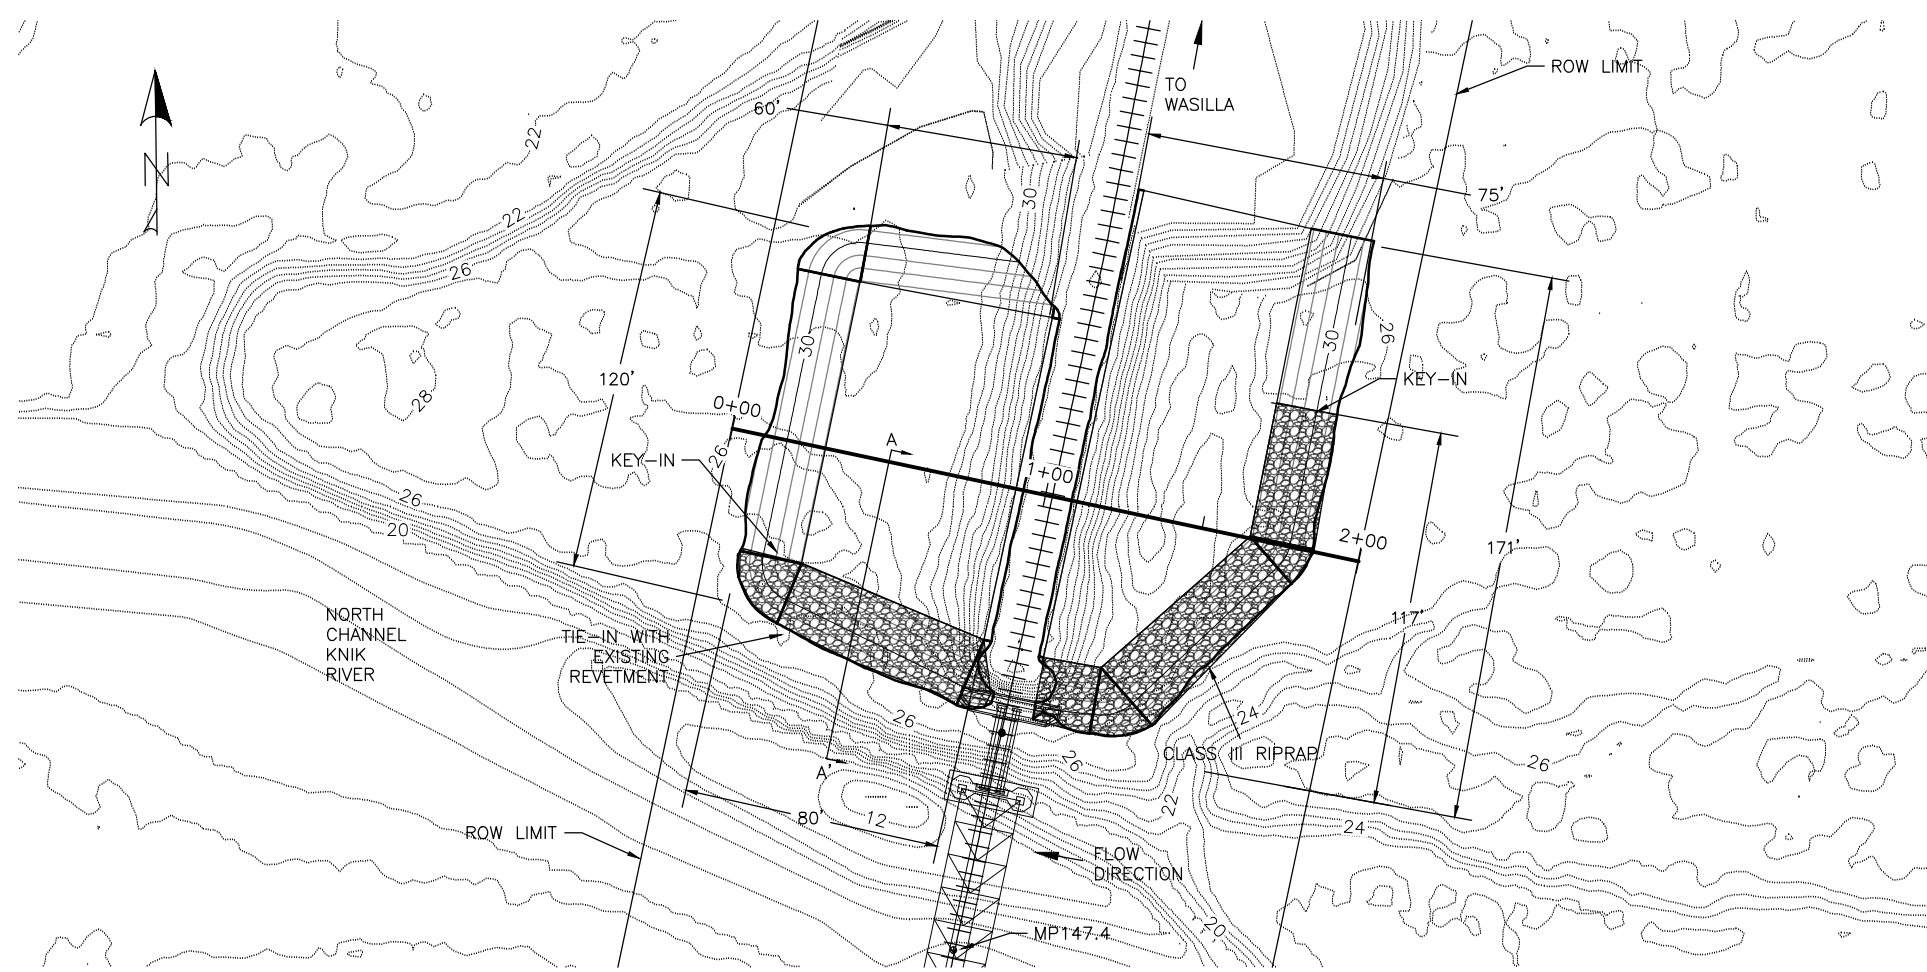 ROW LIMIT
TO
WASILLA
60'
22
N
30
75'
22
26
30
26
30
120'
KEY-IN
28
0+00
A
26
KEY-IN
1+00
26
20
2+00
171'
NORTH
CHANNEL
KNIK
RIVER
117'
TIE-IN WITH
EXISTING
REVETMENT
26
24
CLASS III RIPRAP
26
26
A'
22
80'
12
24
ROW LIMIT
FLOW
DIRECTION
20
MP147.4